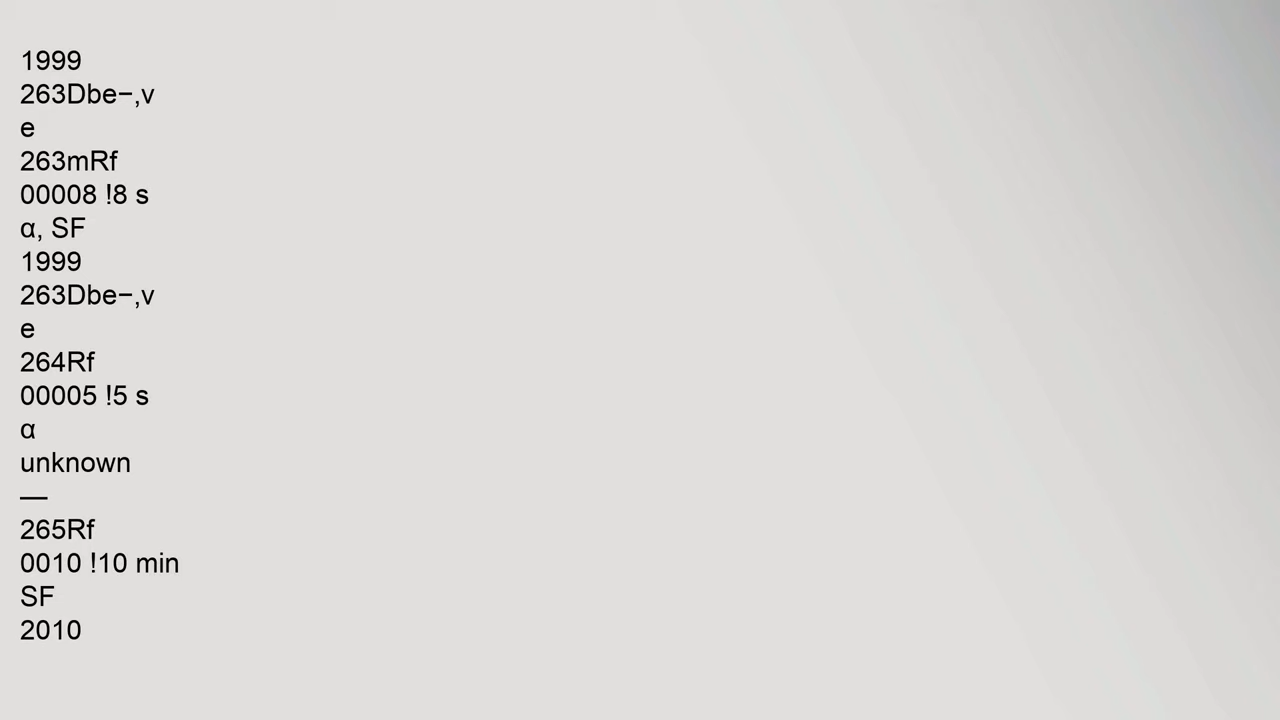 1999
263Dbe−,v
e
263mRf
00008 !8 s
α, SF
1999
263Dbe−,v
e
264Rf
00005 !5 s
α
unknown
—
265Rf
0010 !10 min
SF
2010